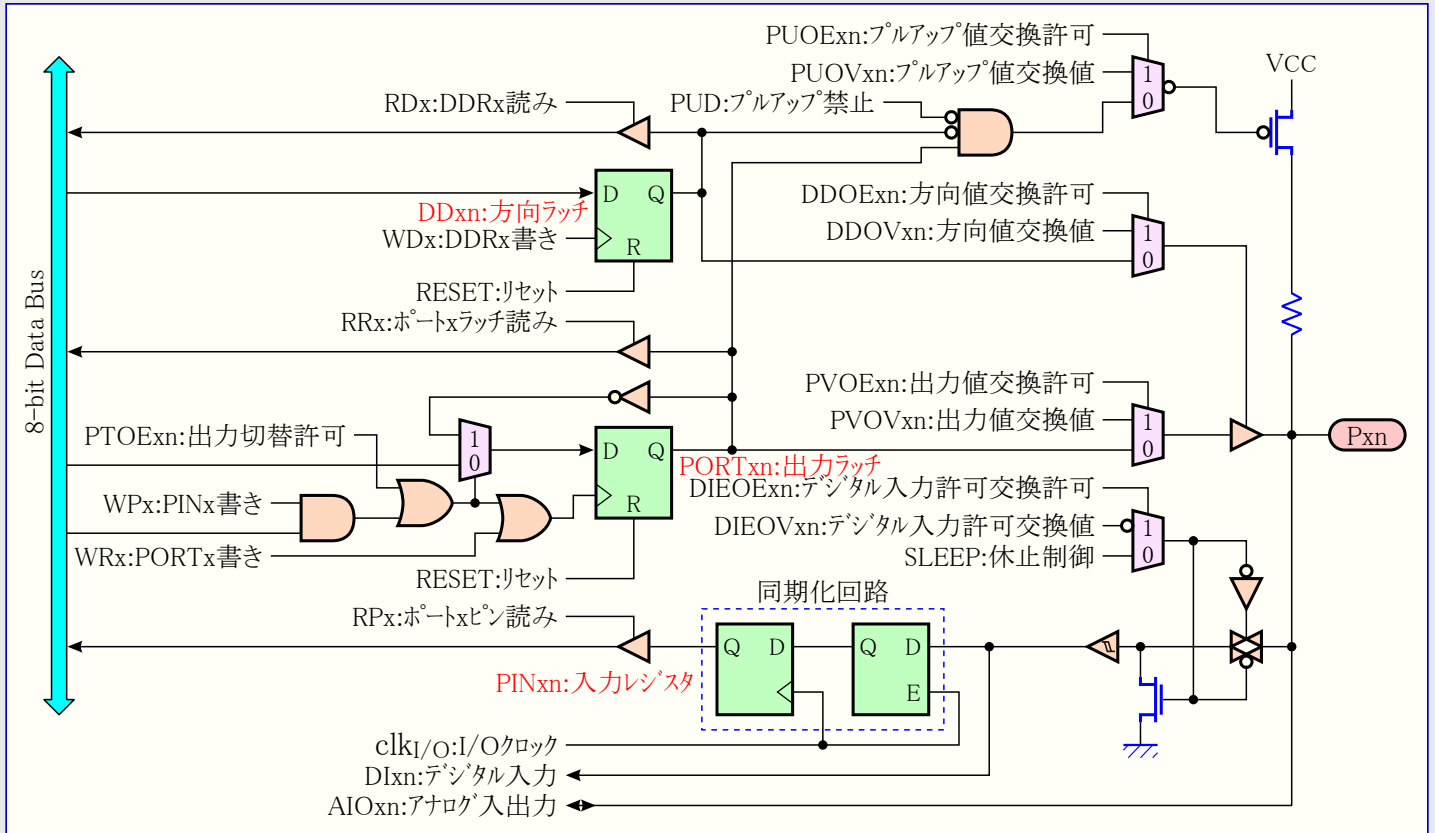 PUOExn:プルアップ値交換許可
PUOVxn:プルアップ値交換値
1
0
VCC
RDx:DDRx読み
PUD:プルアップ禁止
D Q
R
DDxn:方向ラッチ
WDx:DDRx書き
RESET:リセット
DDOExn:方向値交換許可
DDOVxn:方向値交換値
1
0
8-bit Data Bus
RRx:ポートxラッチ読み
PVOExn:出力値交換許可
PVOVxn:出力値交換値
1
0
Pxn
PTOExn:出力切替許可
1
0
D Q
R
PORTxn:出力ラッチ
WPx:PINx書き
WRx:PORTx書き
RESET:リセット
DIEOExn:デジタル入力許可交換許可
DIEOVxn:デジタル入力許可交換値
SLEEP:休止制御
1
0
同期化回路
RPx:ポートxピン読み
Q D
Q D
E
PINxn:入力レジスタ
clkI/O:I/Oクロック
DIxn:デジタル入力
AIOxn:アナログ入出力